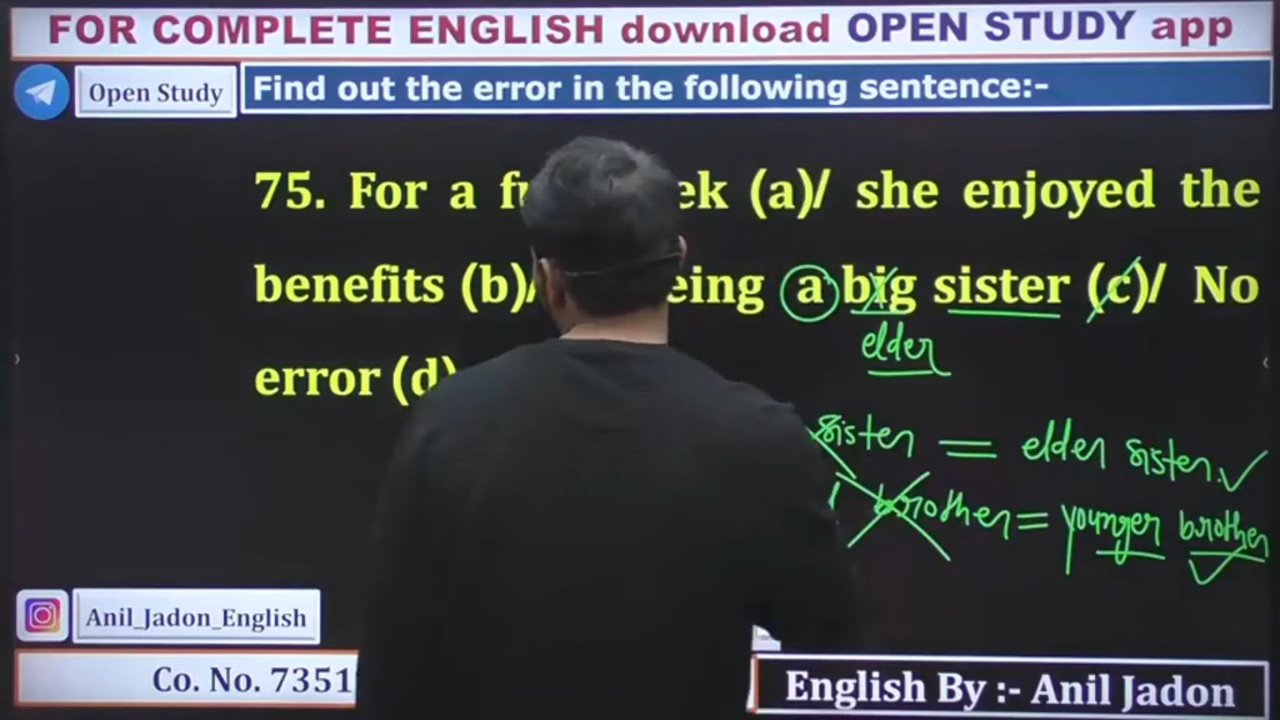 FOR COMPLETE ENGLISH download OPEN STUDY app
Open Study
Find out the error in the following sentence:-
75. For a (a)/ she enjoyed the
benefits (b)/ a big sister (c)/ No
elder
error (d)
sister = elder sister ✓
brother = younger brother
Anil_Jadon_English
Co. No. 7351
English By :- Anil Jadon